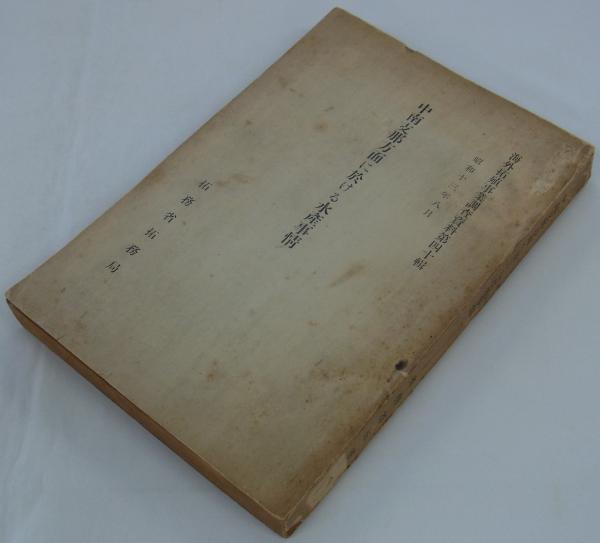 海外拓殖事業調査資料第四十輯
昭和十三年八月
中南支那方面に於ける水産事情
拓務省拓務局